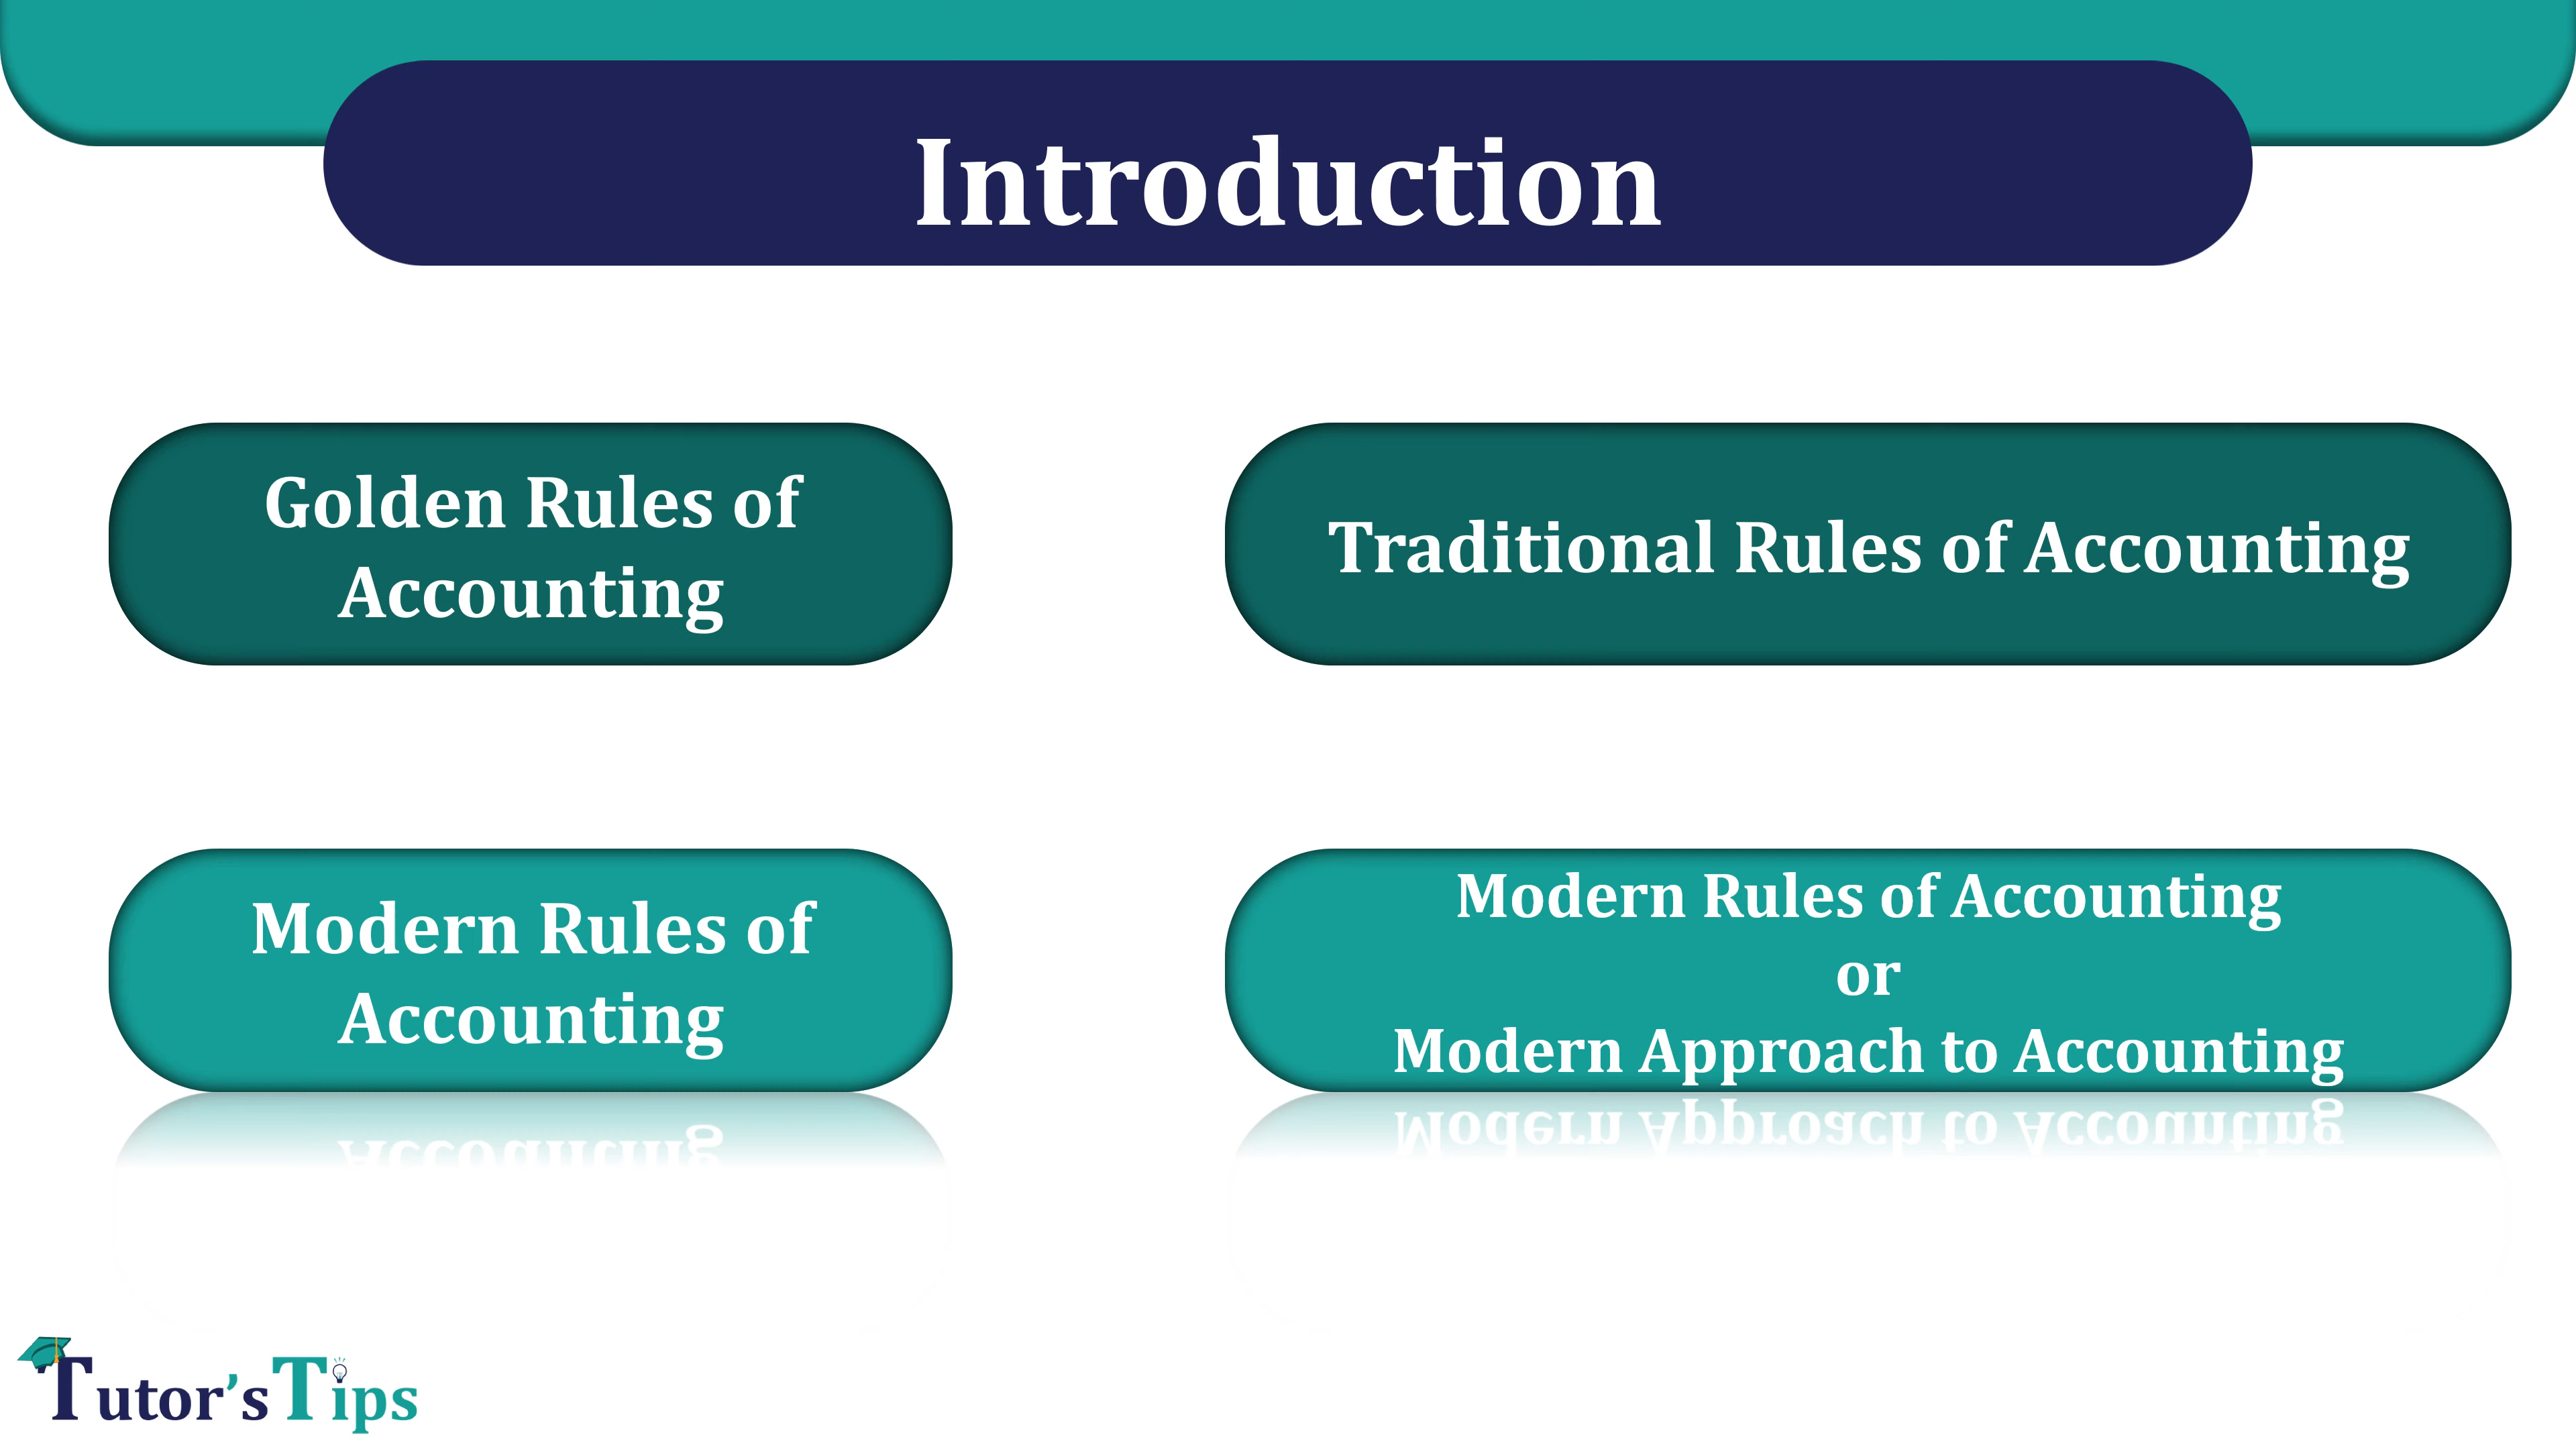 Introduction
Golden Rules of
Accounting
Traditional Rules of Accounting
Modern Rules of
Accounting
Modern Rules of Accounting
or
Modern Approach to Accounting
Tutor's Tips